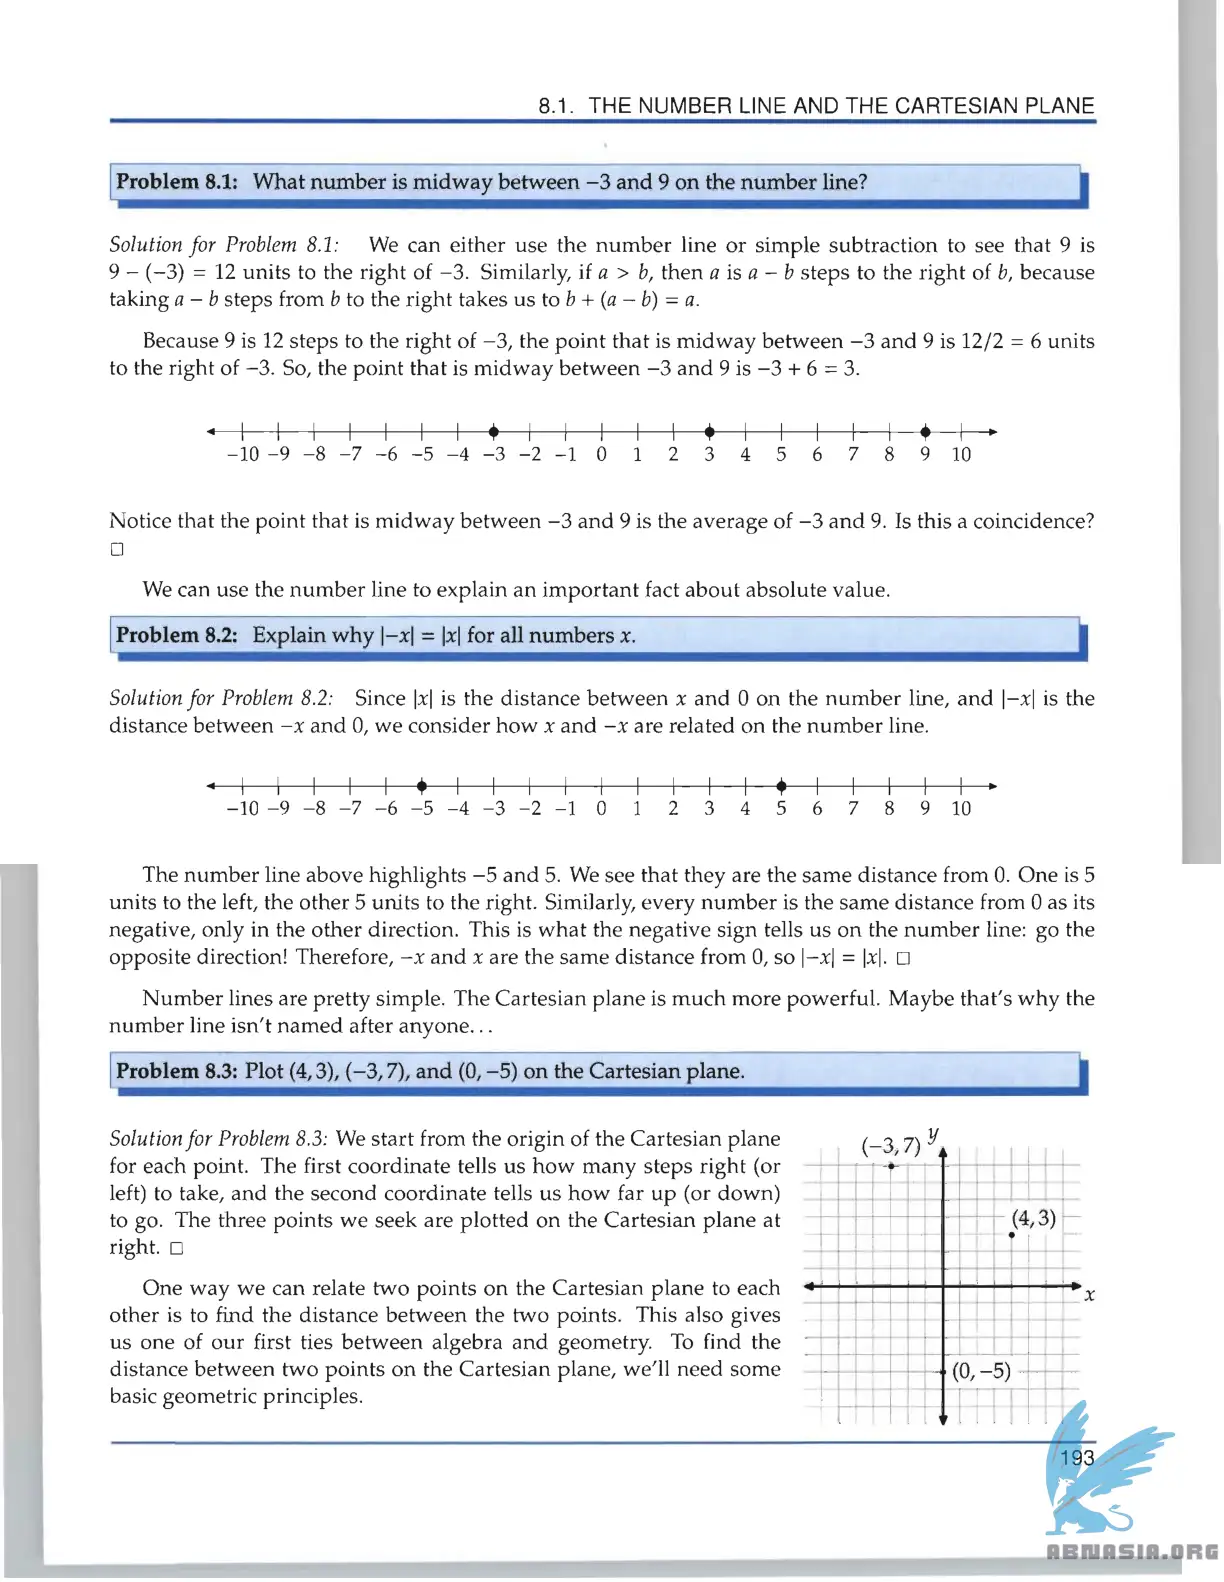 8.1. THE NUMBER LINE AND THE CARTESIAN PLANE
Problem 8.1: What number is midway between −3 and 9 on the number line?
Solution for Problem 8.1: We can either use the number line or simple subtraction to see that 9 is
9 − (−3) = 12 units to the right of −3. Similarly, if a > b, then a is a − b steps to the right of b, because
taking a − b steps from b to the right takes us to b + (a − b) = a.
Because 9 is 12 steps to the right of −3, the point that is midway between −3 and 9 is 12/2 = 6 units
to the right of −3. So, the point that is midway between −3 and 9 is −3 + 6 = 3.
−10 −9 −8 −7 −6 −5 −4 −3 −2 −1 0 1 2 3 4 5 6 7 8 9 10
Notice that the point that is midway between −3 and 9 is the average of −3 and 9. Is this a coincidence?
□
We can use the number line to explain an important fact about absolute value.
Problem 8.2: Explain why |−x| = |x| for all numbers x.
Solution for Problem 8.2: Since |x| is the distance between x and 0 on the number line, and |−x| is the
distance between −x and 0, we consider how x and −x are related on the number line.
−10 −9 −8 −7 −6 −5 −4 −3 −2 −1 0 1 2 3 4 5 6 7 8 9 10
The number line above highlights −5 and 5. We see that they are the same distance from 0. One is 5
units to the left, the other 5 units to the right. Similarly, every number is the same distance from 0 as its
negative, only in the other direction. This is what the negative sign tells us on the number line: go the
opposite direction! Therefore, −x and x are the same distance from 0, so |−x| = |x|. □
Number lines are pretty simple. The Cartesian plane is much more powerful. Maybe that's why the
number line isn't named after anyone...
Problem 8.3: Plot (4, 3), (−3, 7), and (0, −5) on the Cartesian plane.
Solution for Problem 8.3: We start from the origin of the Cartesian plane
for each point. The first coordinate tells us how many steps right (or
left) to take, and the second coordinate tells us how far up (or down)
to go. The three points we seek are plotted on the Cartesian plane at
right. □
One way we can relate two points on the Cartesian plane to each
other is to find the distance between the two points. This also gives
us one of our first ties between algebra and geometry. To find the
distance between two points on the Cartesian plane, we'll need some
basic geometric principles.
(−3, 7) y
(4, 3)
x
(0, −5)
193
ABNASIA.ORG